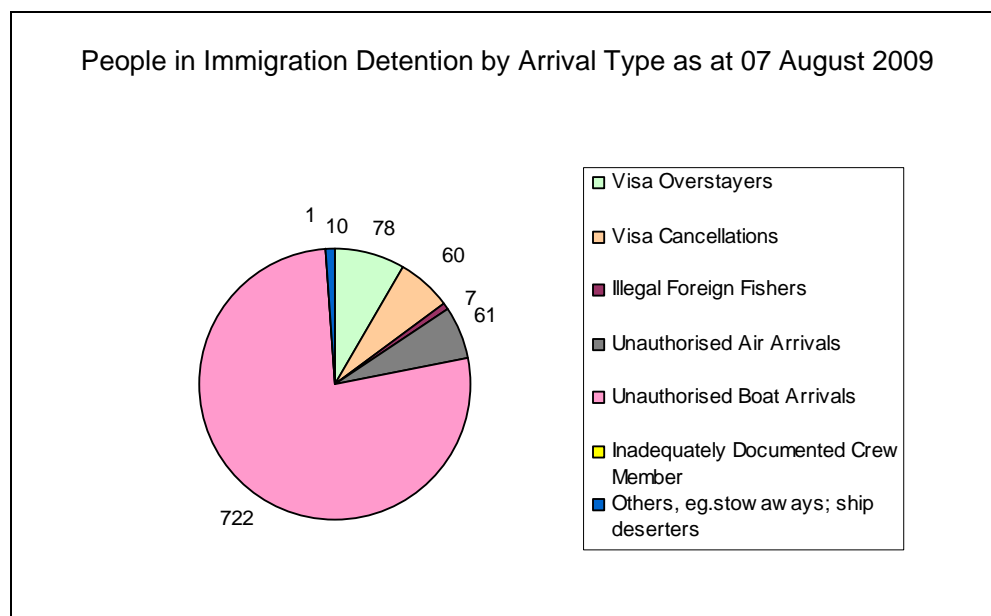 People in Immigration Detention by Arrival Type as at 07 August 2009
1
10
78
60
7
61
722
Visa Overstayers
Visa Cancellations
Illegal Foreign Fishers
Unauthorised Air Arrivals
Unauthorised Boat Arrivals
Inadequately Documented Crew
Member
Others, eg.stow aw ays; ship
deserters